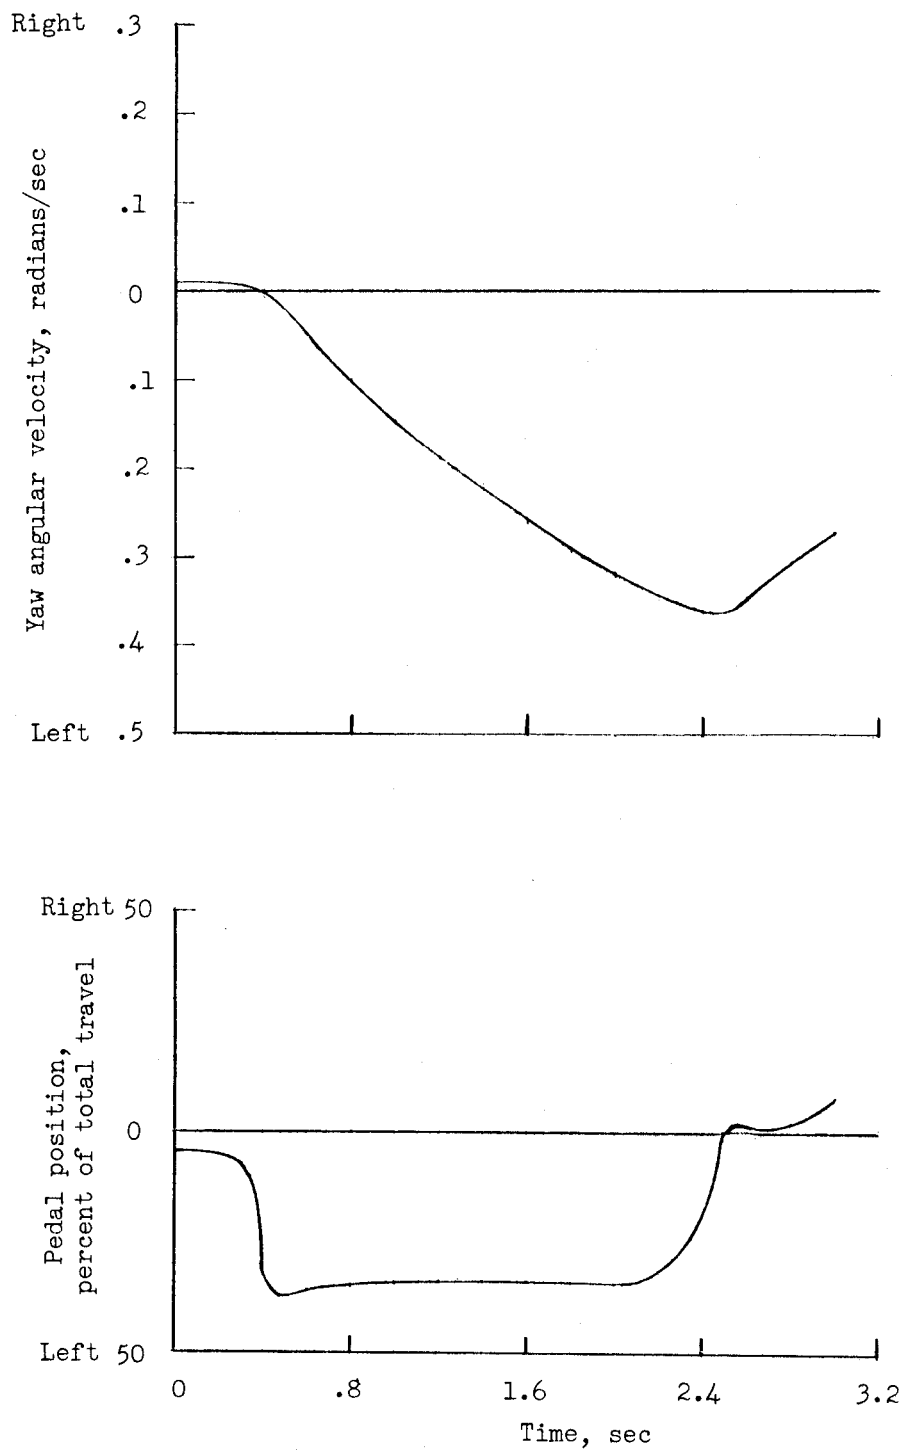 Right .3
.2
.1
0
.1
.2
.3
.4
Left .5
Yaw angular velocity, radians/sec
Right 50
0
Left 50
Pedal position,
percent of total travel
0 .8 1.6 2.4 3.2
Time, sec